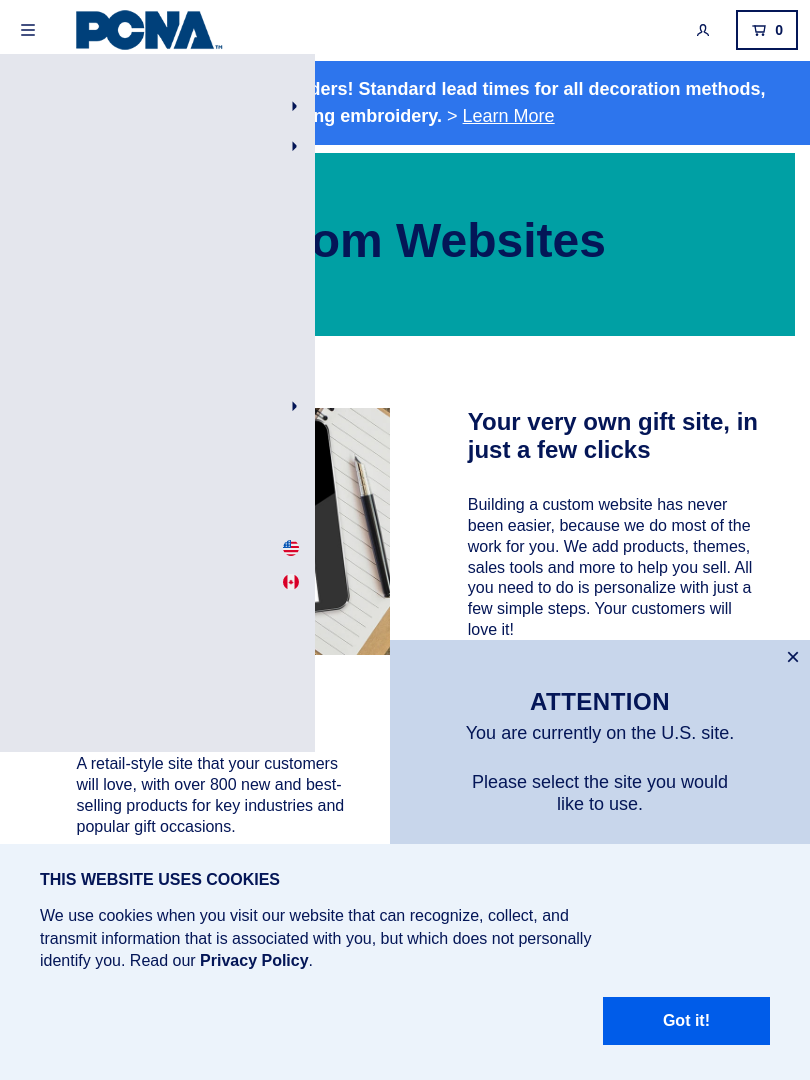 PCNA™
0
ders! Standard lead times for all decoration methods,
ng embroidery. > Learn More
om Websites
Your very own gift site, in
just a few clicks
Building a custom website has never
been easier, because we do most of the
work for you. We add products, themes,
sales tools and more to help you sell. All
you need to do is personalize with just a
few simple steps. Your customers will
love it!
ATTENTION
You are currently on the U.S. site.
Please select the site you would
like to use.
A retail-style site that your customers
will love, with over 800 new and best-
selling products for key industries and
popular gift occasions.
THIS WEBSITE USES COOKIES
We use cookies when you visit our website that can recognize, collect, and
transmit information that is associated with you, but which does not personally
identify you. Read our Privacy Policy.
Got it!